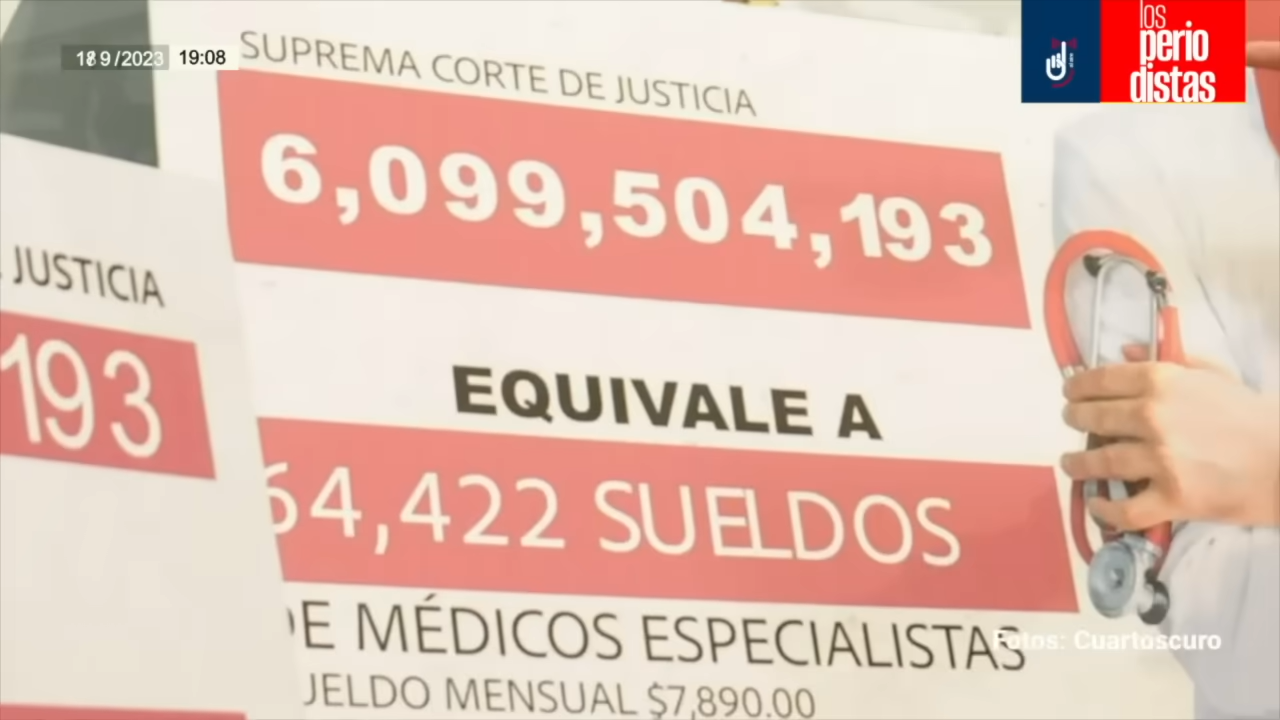 18 9/2023 19:08
los
perio
distas
SUPREMA CORTE DE JUSTICIA
6,099,504,193
EQUIVALE A
64,422 SUELDOS
DE MÉDICOS ESPECIALISTAS
UELDO MENSUAL $7,890.00
JUSTICIA
193
Fotos: Cuartoscuro